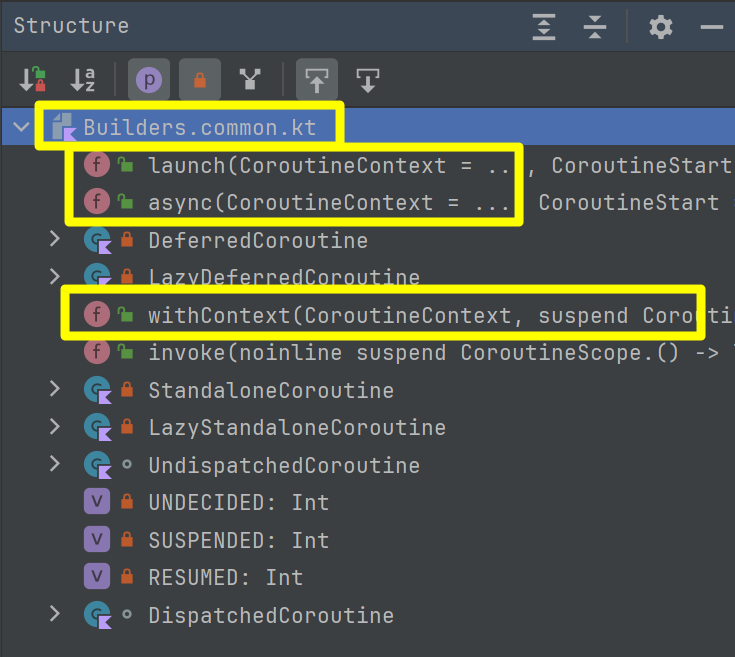 Structure
Builders.common.kt
launch(CoroutineContext = ..., CoroutineStart
async(CoroutineContext = ... CoroutineStart =
DeferredCoroutine
LazyDeferredCoroutine
withContext(CoroutineContext, suspend Corouti
invoke(noinline suspend CoroutineScope.() ->
StandaloneCoroutine
LazyStandaloneCoroutine
UndispatchedCoroutine
UNDECIDED: Int
SUSPENDED: Int
RESUMED: Int
DispatchedCoroutine